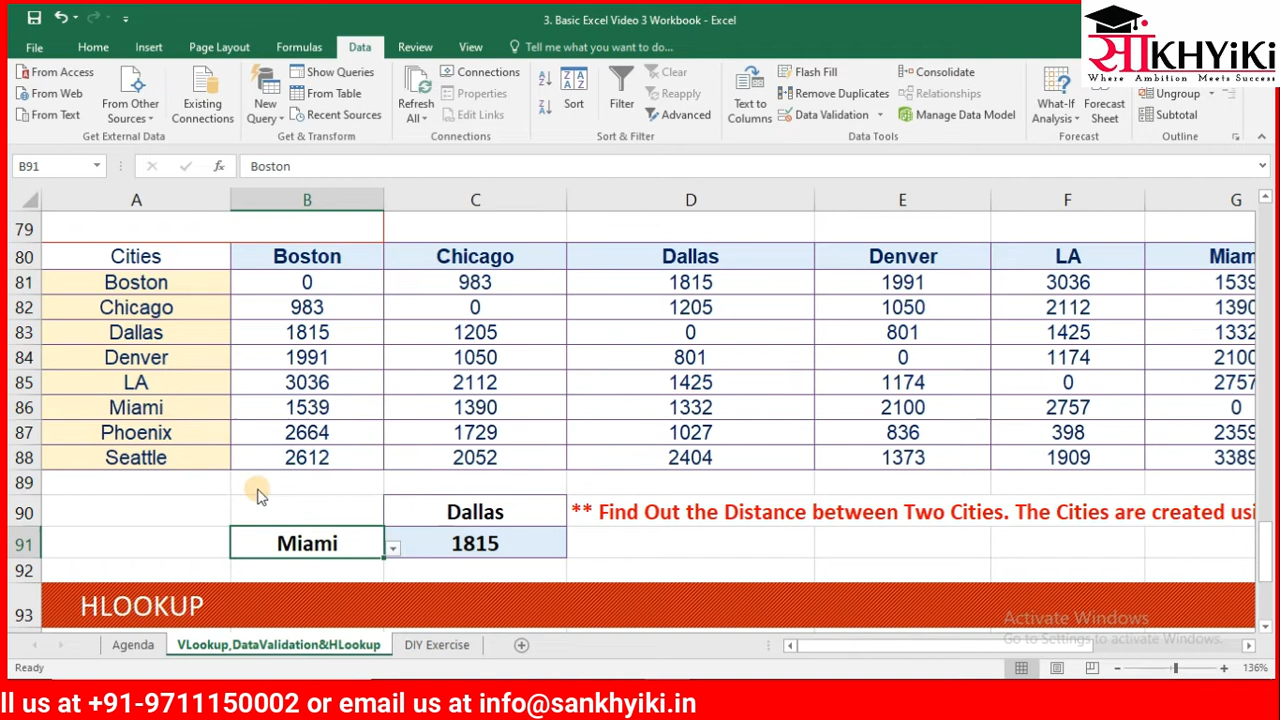 3. Basic Excel Video 3 Workbook - Excel
साKHYiKi
Where Ambition Meets Success
File Home Insert Page Layout Formulas Data Review View Tell me what you want to do...
From Access
From Web
From Text
From Other Sources
Existing Connections
Get External Data
New Query
Show Queries
From Table
Recent Sources
Get & Transform
Refresh All
Connections
Properties
Edit Links
Connections
Sort
Filter
Clear
Reapply
Advanced
Sort & Filter
Text to Columns
Flash Fill
Remove Duplicates
Data Validation
Consolidate
Relationships
Manage Data Model
Data Tools
What-If Analysis
Forecast Sheet
Forecast
Ungroup
Subtotal
Outline
B91 fx Boston
A B C D E F G
79
80 Cities Boston Chicago Dallas Denver LA Miam
81 Boston 0 983 1815 1991 3036 1539
82 Chicago 983 0 1205 1050 2112 1390
83 Dallas 1815 1205 0 801 1425 1332
84 Denver 1991 1050 801 0 1174 2100
85 LA 3036 2112 1425 1174 0 2757
86 Miami 1539 1390 1332 2100 2757 0
87 Phoenix 2664 1729 1027 836 398 2359
88 Seattle 2612 2052 2404 1373 1909 3389
89
90 Dallas ** Find Out the Distance between Two Cities. The Cities are created usi
91 Miami 1815
92
93 HLOOKUP
Activate Windows
Go to Settings to activate Windows.
Agenda VLookup,DataValidation&HLookup DIY Exercise
Ready 136%
ll us at +91-9711150002 or email us at info@sankhyiki.in